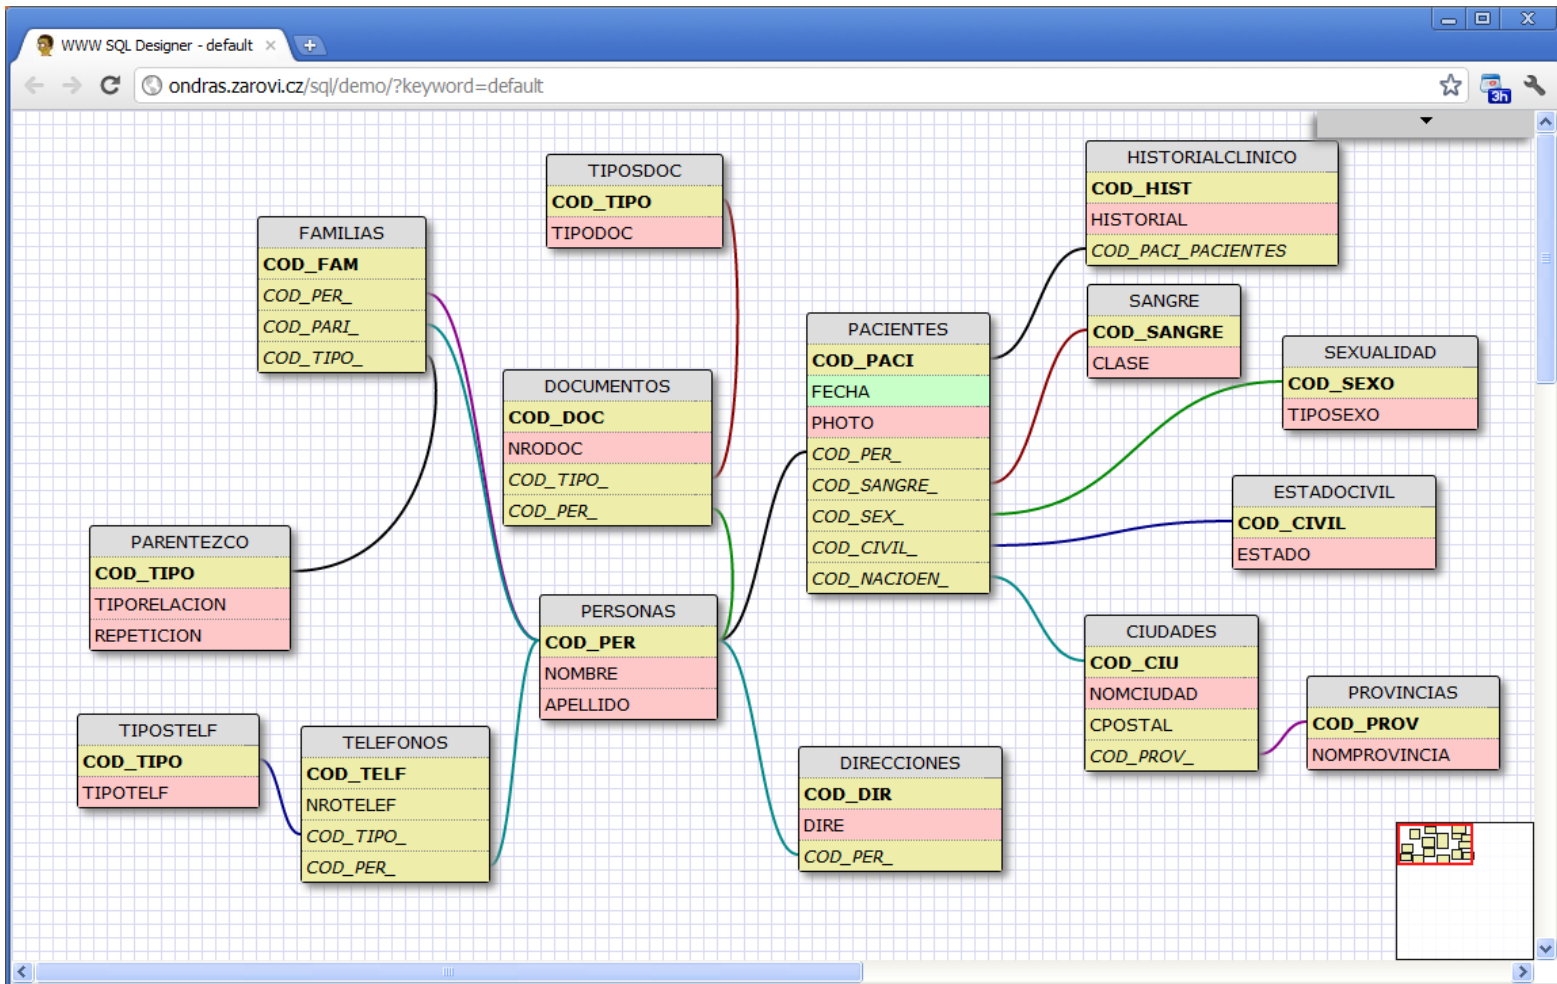 WWW SQL Designer - default
ondras.zarovi.cz/sql/demo/?keyword=default
3h
TIPOSDOC
COD_TIPO
TIPODOC
HISTORIALCLINICO
COD_HIST
HISTORIAL
COD_PACI_PACIENTES
FAMILIAS
COD_FAM
COD_PER_
COD_PARI_
COD_TIPO_
SANGRE
COD_SANGRE
CLASE
PACIENTES
COD_PACI
FECHA
PHOTO
COD_PER_
COD_SANGRE_
COD_SEX_
COD_CIVIL_
COD_NACIOEN_
SEXUALIDAD
COD_SEXO
TIPOSEXO
DOCUMENTOS
COD_DOC
NRODOC
COD_TIPO_
COD_PER_
ESTADOCIVIL
COD_CIVIL
ESTADO
PARENTEZCO
COD_TIPO
TIPORELACION
REPETICION
PERSONAS
COD_PER
NOMBRE
APELLIDO
CIUDADES
COD_CIU
NOMCIUDAD
CPOSTAL
COD_PROV_
PROVINCIAS
COD_PROV
NOMPROVINCIA
TIPOSTELF
COD_TIPO
TIPOTELF
TELEFONOS
COD_TELF
NROTELEF
COD_TIPO_
COD_PER_
DIRECCIONES
COD_DIR
DIRE
COD_PER_